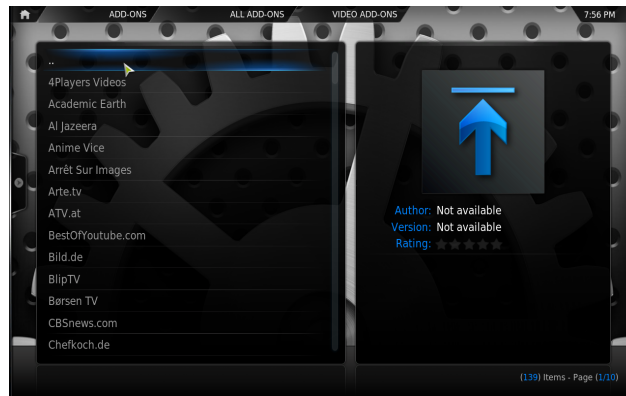 ADD-ONS ALL ADD-ONS VIDEO ADD-ONS 7:56 PM
..
4Players Videos
Academic Earth
Al Jazeera
Anime Vice
Arrêt Sur Images
Arte.tv
ATV.at
BestOfYoutube.com
Bild.de
BlipTV
Børsen TV
CBSnews.com
Chefkoch.de
Author: Not available
Version: Not available
Rating:
(139) Items - Page (1/10)